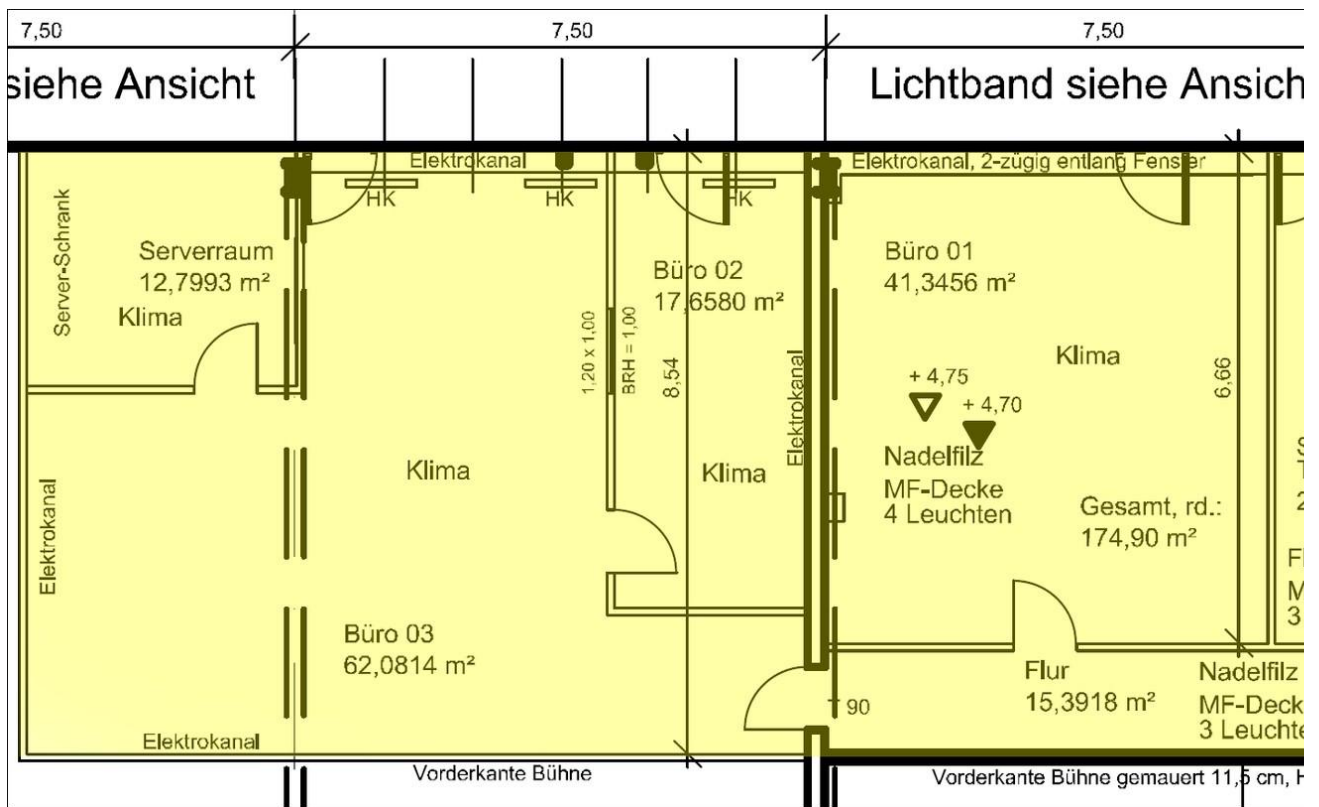 7,50
7,50
7,50
siehe Ansicht
Lichtband siehe Ansich
Elektrokanal
Elektrokanal, 2-zügig entlang Fenster
HK
HK
HK
Server-Schrank
Serverraum
12,7993 m²
Klima
Büro 02
17,6580 m²
Büro 01
41,3456 m²
1,20 x 1,00
BRH = 1,00
8,54
Elektrokanal
Klima
6,66
+ 4,75
+ 4,70
Nadelfilz
MF-Decke
4 Leuchten
Klima
Klima
Gesamt, rd.:
174,90 m²
Elektrokanal
Büro 03
62,0814 m²
Flur
15,3918 m²
Nadelfilz
MF-Deck
3 Leuchte
T 90
Elektrokanal
Vorderkante Bühne
Vorderkante Bühne gemauert 11,5 cm, H